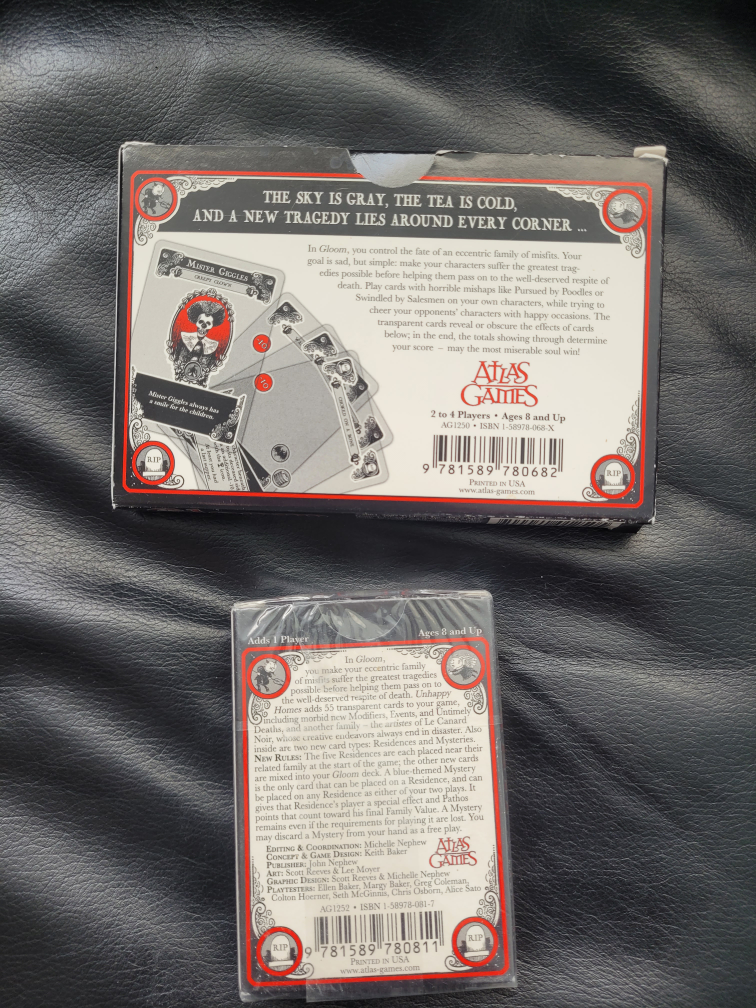 THE SKY IS GRAY, THE TEA IS COLD,
AND A NEW TRAGEDY LIES AROUND EVERY CORNER ...
MISTER GIGGLES
CREEPY CLOWN
-10
-10
Mister Giggles always has
a smile for the children.
In Gloom, you control the fate of an eccentric family of misfits. Your
goal is sad, but simple: make your characters suffer the greatest trag-
edies possible before helping them pass on to the well-deserved respite of
death. Play cards with horrible mishaps like Pursued by Poodles or
Swindled by Salesmen on your own characters, while trying to
cheer your opponents' characters with happy occasions. The
transparent cards reveal or obscure the effects of cards
below; in the end, the totals showing through determine
your score – may the most miserable soul win!
ATLAS
GAMES
2 to 4 Players • Ages 8 and Up
AG1250 • ISBN 1-58978-068-X
9 781589 780682
PRINTED IN USA
www.atlas-games.com
RIP
RIP
Adds 1 Player
Ages 8 and Up
In Gloom,
you make your eccentric family
of misfits suffer the greatest tragedies
possible before helping them pass on to
the well-deserved respite of death. Unhappy
Homes adds 55 transparent cards to your game,
including morbid new Modifiers, Events, and Untimely
Deaths, and another family – the artistes of Le Canard
Noir, whose creative endeavors always end in disaster. Also
inside are two new card types: Residences and Mysteries.
NEW RULES: The five Residences are each placed near their
related family at the start of the game; the other new cards
are mixed into your Gloom deck. A blue-themed Mystery
is the only card that can be placed on a Residence, and can
be placed on any Residence as either of your two plays. It
gives that Residence's player a special effect and Pathos
points that count toward his final Family Value. A Mystery
remains even if the requirements for playing it are lost. You
may discard a Mystery from your hand as a free play.
EDITING & COORDINATION: Michelle Nephew
CONCEPT & GAME DESIGN: Keith Baker
PUBLISHER: John Nephew
ART: Scott Reeves & Lee Moyer
GRAPHIC DESIGN: Scott Reeves & Michelle Nephew
PLAYTESTERS: Ellen Baker, Margy Baker, Greg Coleman,
Colton Hoerner, Seth McGinnis, Chris Osborn, Alice Sato
ATLAS
GAMES
AG1252 • ISBN 1-58978-081-7
9 781589 780811
PRINTED IN USA
www.atlas-games.com
RIP
RIP